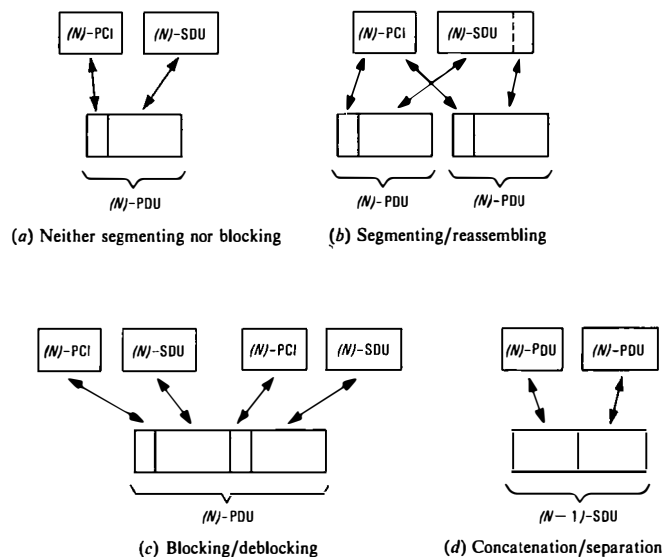 (N)-PCI (N)-SDU
(N)-PCI (N)-SDU
(N)-PDU
(N)-PDU (N)-PDU
(a) Neither segmenting nor blocking
(b) Segmenting/reassembling
(N)-PCI (N)-SDU (N)-PCI (N)-SDU
(N)-PDU (N)-PDU
(N)-PDU
(N−1)-SDU
(c) Blocking/deblocking
(d) Concatenation/separation